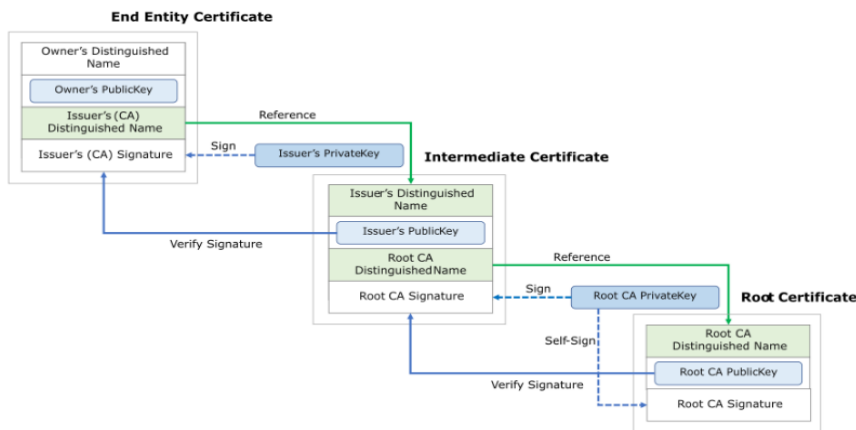 End Entity Certificate
Owner's Distinguished
Name
Owner's PublicKey
Issuer's (CA)
Distinguished Name
Issuer's (CA) Signature
Reference
Sign
Issuer's PrivateKey
Verify Signature
Intermediate Certificate
Issuer's Distinguished
Name
Issuer's PublicKey
Root CA
DistinguishedName
Root CA Signature
Reference
Sign
Root CA PrivateKey
Self-Sign
Verify Signature
Root Certificate
Root CA
Distinguished Name
Root CA PublicKey
Root CA Signature